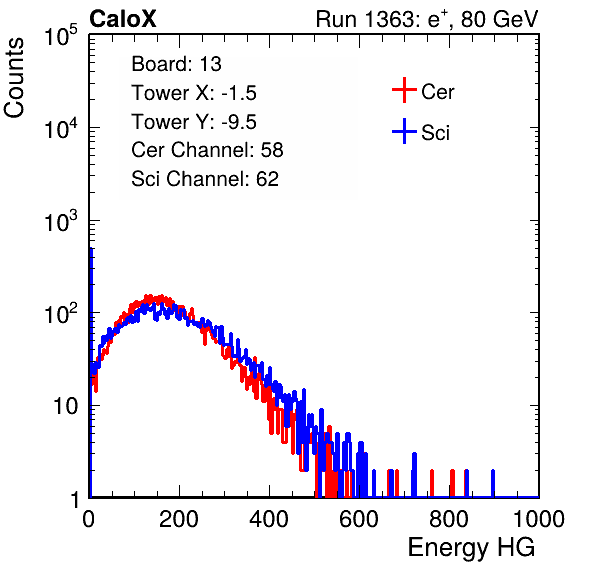 CaloX Run 1363: e⁺, 80 GeV
Counts
Board: 13
Tower X: -1.5
Tower Y: -9.5
Cer Channel: 58
Sci Channel: 62
Cer
Sci
10⁵
10⁴
10³
10²
10
1
0 200 400 600 800 1000
Energy HG